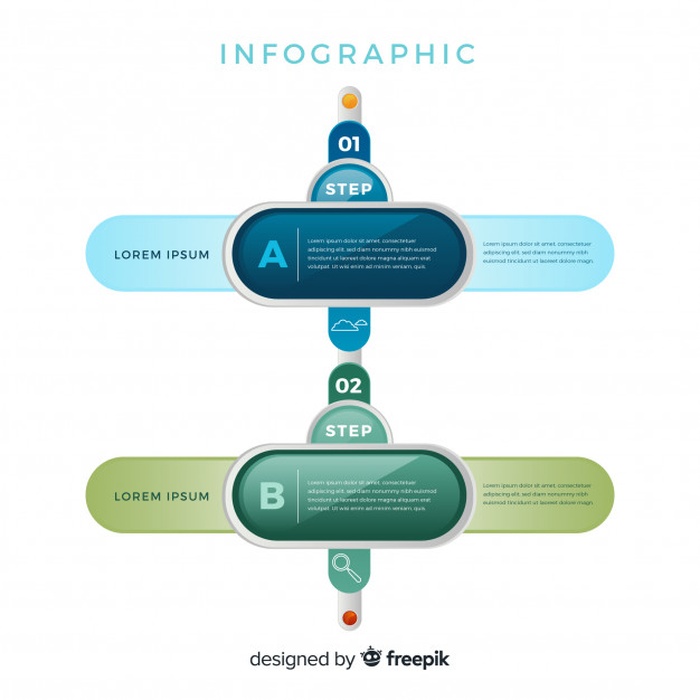 INFOGRAPHIC
01
STEP
LOREM IPSUM
A
Lorem ipsum dolor sit amet, consectetuer
adipiscing elit, sed diam nonummy nibh euismod
tincidunt ut laoreet dolore magna aliquam erat
volutpat. Ut wisi enim ad minim veniam, quis
Lorem ipsum dolor sit amet, consectetuer
adipiscing elit, sed diam nonummy nibh
euismod tincidunt ut laoreet dolore magn
02
STEP
LOREM IPSUM
B
Lorem ipsum dolor sit amet, consectetuer
adipiscing elit, sed diam nonummy nibh euismod
tincidunt ut laoreet dolore magna aliquam erat
volutpat. Ut wisi enim ad minim veniam, quis
Lorem ipsum dolor sit amet, consectetuer
adipiscing elit, sed diam nonummy nibh
euismod tincidunt ut laoreet dolore magn
designed by freepik